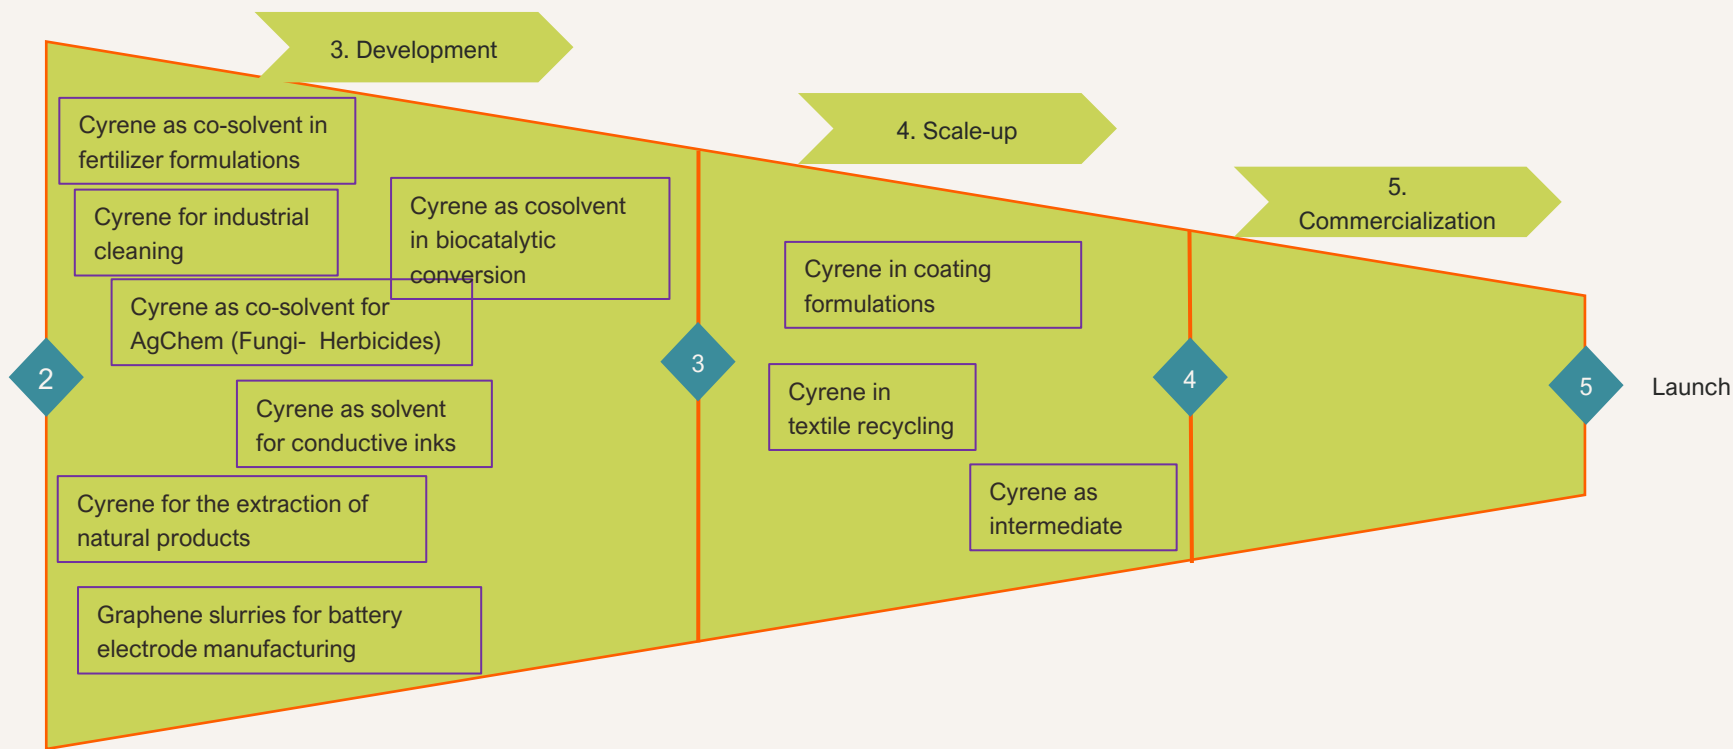 3. Development
4. Scale-up
5.
Commercialization
Cyrene as co-solvent in
fertilizer formulations
Cyrene for industrial
cleaning
Cyrene as cosolvent
in biocatalytic
conversion
Cyrene as co-solvent for
AgChem (Fungi- Herbicides)
Cyrene as solvent
for conductive inks
Cyrene for the extraction of
natural products
Graphene slurries for battery
electrode manufacturing
Cyrene in coating
formulations
Cyrene in
textile recycling
Cyrene as
intermediate
2
3
4
5
Launch